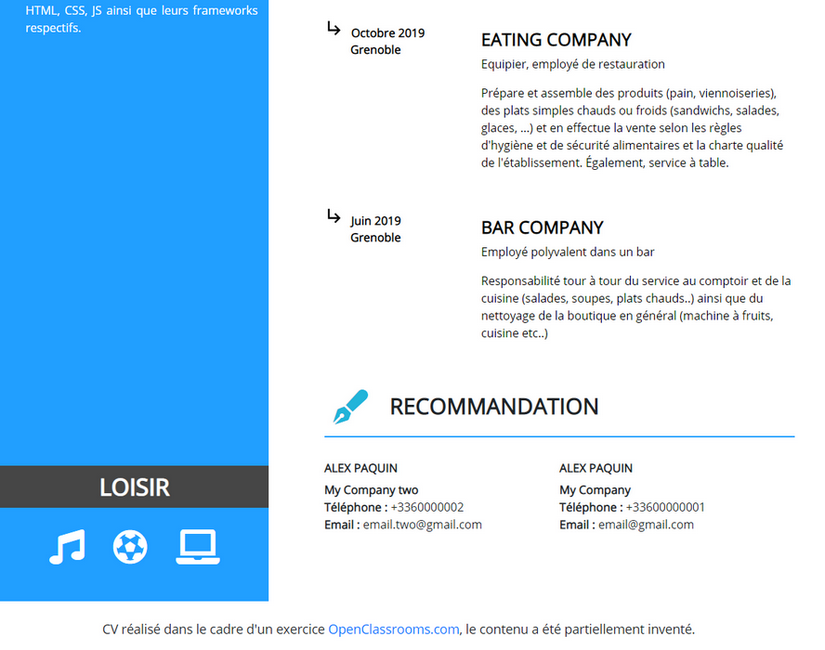 HTML, CSS, JS ainsi que leurs frameworks
respectifs.
LOISIR
Octobre 2019
Grenoble
EATING COMPANY
Equipier, employé de restauration
Prépare et assemble des produits (pain, viennoiseries),
des plats simples chauds ou froids (sandwichs, salades,
glaces, ...) et en effectue la vente selon les règles
d'hygiène et de sécurité alimentaires et la charte qualité
de l'établissement. Également, service à table.
Juin 2019
Grenoble
BAR COMPANY
Employé polyvalent dans un bar
Responsabilité tour à tour du service au comptoir et de la
cuisine (salades, soupes, plats chauds..) ainsi que du
nettoyage de la boutique en général (machine à fruits,
cuisine etc..)
RECOMMANDATION
ALEX PAQUIN
My Company two
Téléphone : +3360000002
Email : email.two@gmail.com
ALEX PAQUIN
My Company
Téléphone : +33600000001
Email : email@gmail.com
CV réalisé dans le cadre d'un exercice OpenClassrooms.com, le contenu a été partiellement inventé.